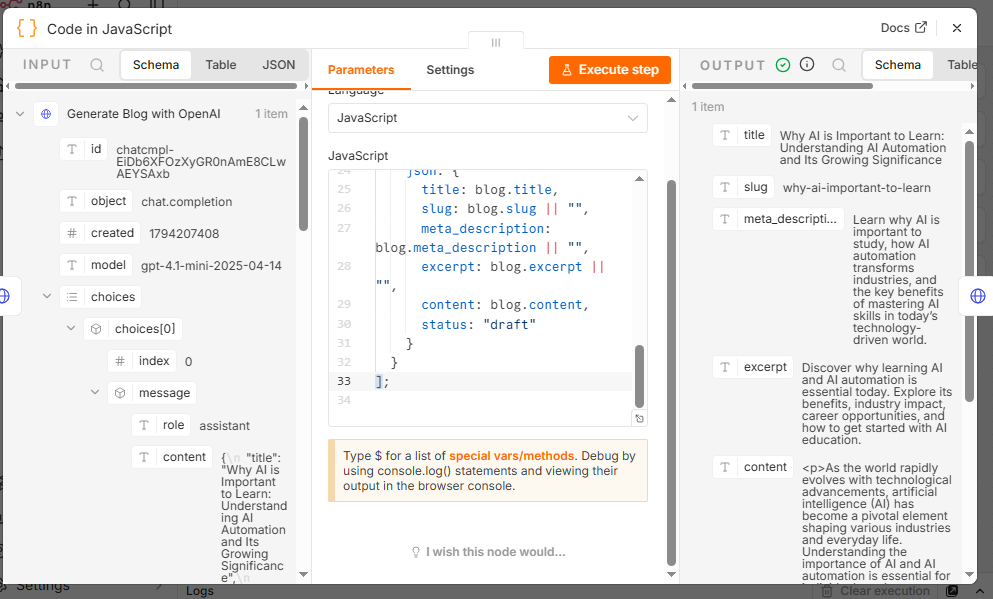 n8n
Code in JavaScript
Docs
INPUT
Schema
Table
JSON
Generate Blog with OpenAI
1 item
id
chatcmpl-
EiDb6XFOzXyGR0nAmE8CLw
AEYSAxb
object
chat.completion
created
1794207408
model
gpt-4.1-mini-2025-04-14
choices
choices[0]
index
0
message
role
assistant
content
{\n "title":
"Why AI is
Important
to Learn:
Understand
ing AI
Automation
and Its
Growing
Significanc
e",\n
Parameters
Settings
Execute step
Language
JavaScript
JavaScript
24 json: {
25 title: blog.title,
26 slug: blog.slug || "",
27 meta_description:
blog.meta_description || "",
28 excerpt: blog.excerpt ||
"",
29 content: blog.content,
30 status: "draft"
31 }
32 }
33 ];
34
Type $ for a list of special vars/methods. Debug by
using console.log() statements and viewing their
output in the browser console.
I wish this node would...
OUTPUT
Schema
Table
1 item
title
Why AI is Important to Learn:
Understanding AI Automation
and Its Growing Significance
slug
why-ai-important-to-learn
meta_descripti...
Learn why AI is
important to
study, how AI
automation
transforms
industries, and
the key benefits
of mastering AI
skills in today's
technology-
driven world.
excerpt
Discover why learning AI
and AI automation is
essential today. Explore its
benefits, industry impact,
career opportunities, and
how to get started with AI
education.
content
<p>As the world rapidly
evolves with technological
advancements, artificial
intelligence (AI) has
become a pivotal element
shaping various industries
and everyday life.
Understanding the
importance of AI and AI
automation is essential for
Settings
Logs
Clear execution